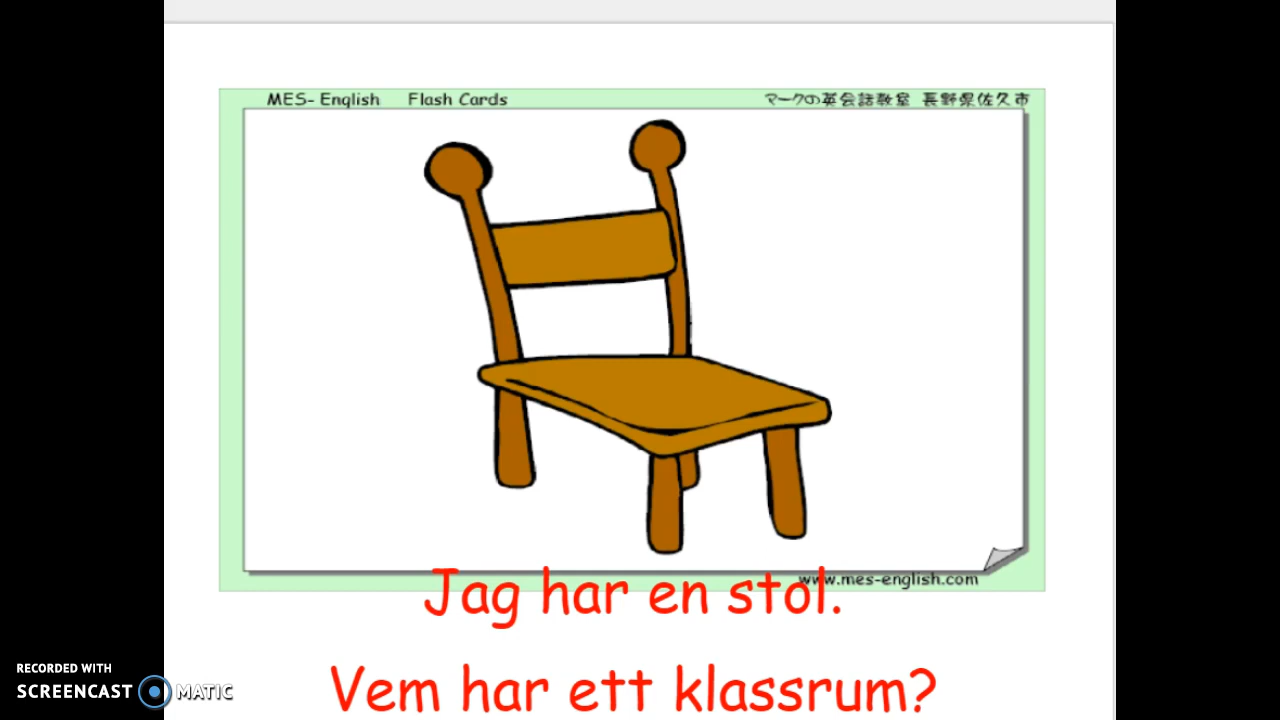 MES- English Flash Cards マークの英会話教室 長野県佐久市
www.mes-english.com
Jag har en stol.
Vem har ett klassrum?
RECORDED WITH
SCREENCAST MATIC